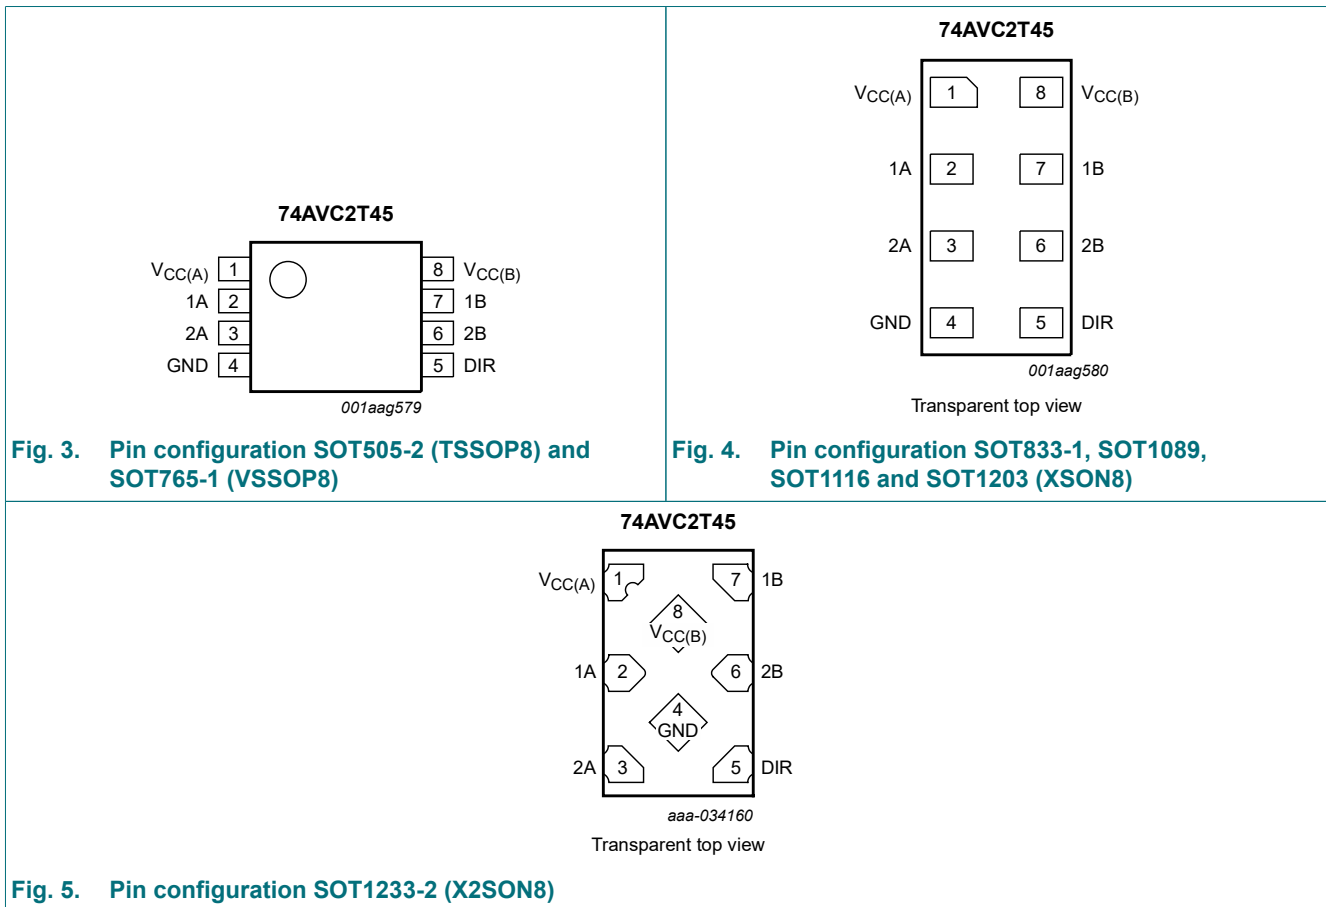 74AVC2T45
VCC(A) 1 8 VCC(B)
1A 2 7 1B
2A 3 6 2B
GND 4 5 DIR
001aag579
Fig. 3. Pin configuration SOT505-2 (TSSOP8) and
SOT765-1 (VSSOP8)
74AVC2T45
VCC(A) 1 8 VCC(B)
1A 2 7 1B
2A 3 6 2B
GND 4 5 DIR
001aag580
Transparent top view
Fig. 4. Pin configuration SOT833-1, SOT1089,
SOT1116 and SOT1203 (XSON8)
74AVC2T45
VCC(A) 1 7 1B
8
VCC(B)
1A 2 6 2B
4
GND
2A 3 5 DIR
aaa-034160
Transparent top view
Fig. 5. Pin configuration SOT1233-2 (X2SON8)